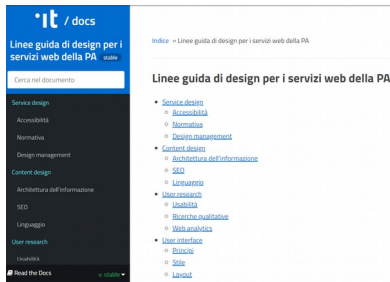 .it / docs
Linee guida di design per i
servizi web della PA stable
Cerca nel documento
Service design
Accessibilità
Normativa
Design management
Content design
Architettura dell'informazione
SEO
Linguaggio
User research
Usabilità
Read the Docs
v: stable
Indice » Linee guida di design per i servizi web della PA
Linee guida di design per i servizi web della PA
Service design
Accessibilità
Normativa
Design management
Content design
Architettura dell'informazione
SEO
Linguaggio
User research
Usabilità
Ricerche qualitative
Web analytics
User interface
Principi
Stile
Layout